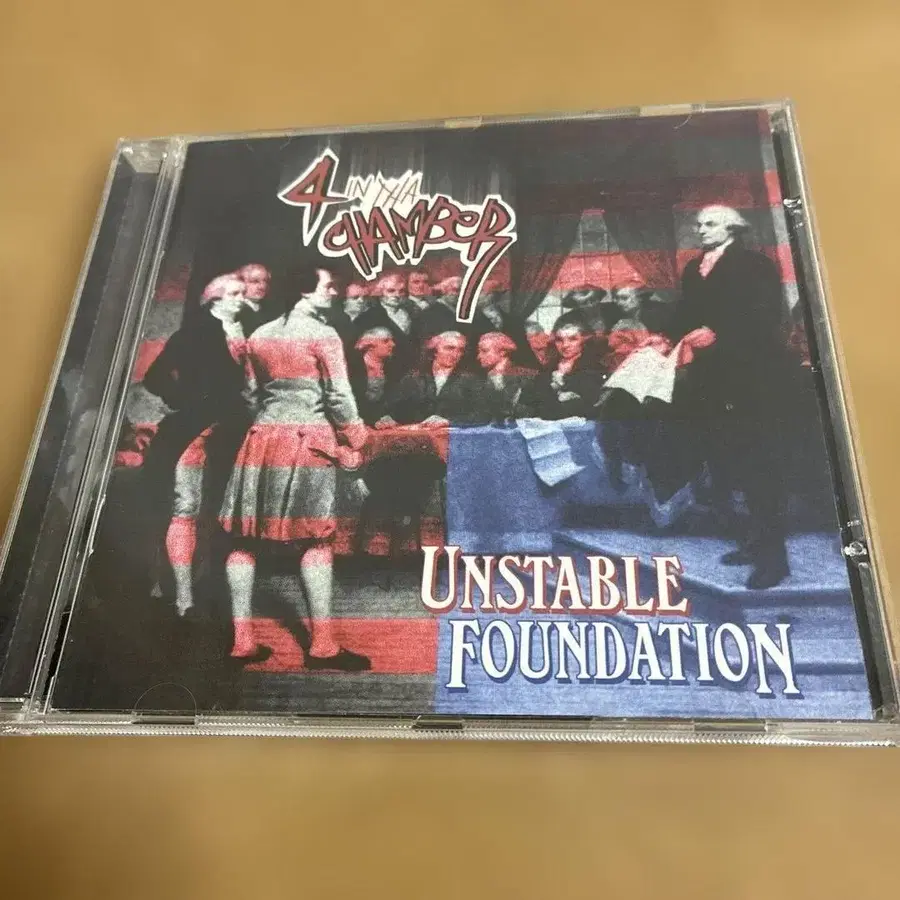 4 IN THA
CHAMBER
UNSTABLE
FOUNDATION